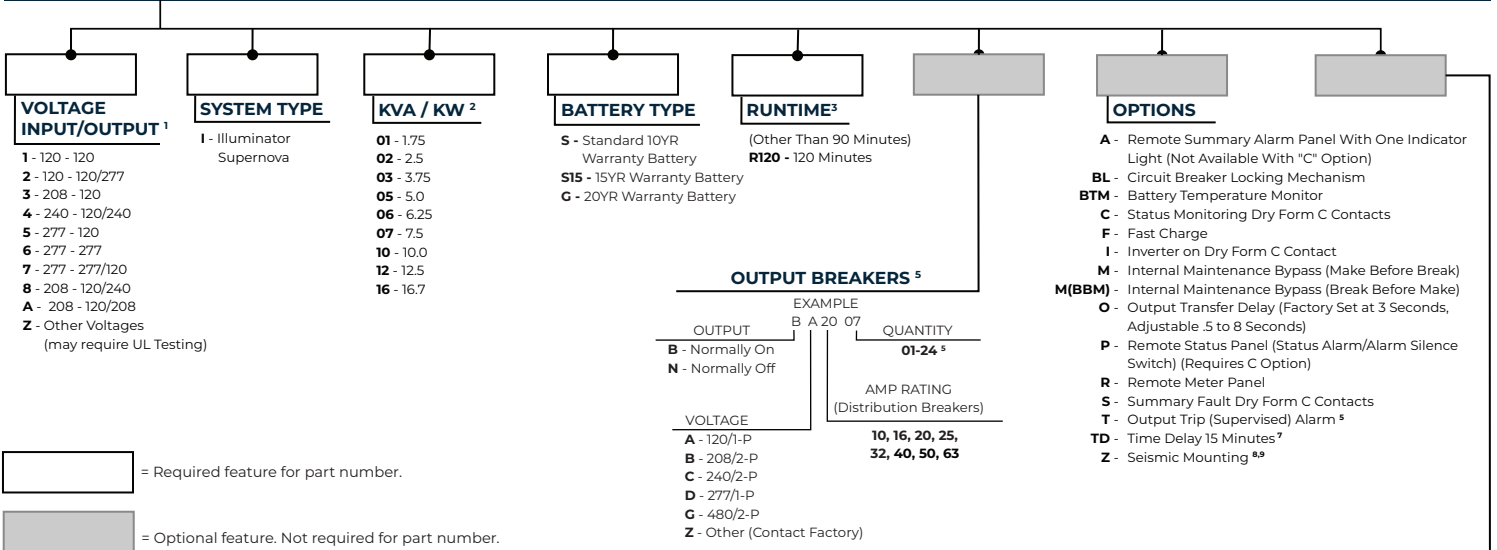 VOLTAGE
INPUT/OUTPUT 1
1 - 120 - 120
2 - 120 - 120/277
3 - 208 - 120
4 - 240 - 120/240
5 - 277 - 120
6 - 277 - 277
7 - 277 - 277/120
8 - 208 - 120/240
A - 208 - 120/208
Z - Other Voltages
(may require UL Testing)
SYSTEM TYPE
I - Illuminator
Supernova
KVA / KW 2
01 - 1.75
02 - 2.5
03 - 3.75
05 - 5.0
06 - 6.25
07 - 7.5
10 - 10.0
12 - 12.5
16 - 16.7
BATTERY TYPE
S - Standard 10YR
Warranty Battery
S15 - 15YR Warranty Battery
G - 20YR Warranty Battery
RUNTIME3
(Other Than 90 Minutes)
R120 - 120 Minutes
OUTPUT BREAKERS 5
EXAMPLE
B A 20 07
OUTPUT
B - Normally On
N - Normally Off
QUANTITY
01-24 5
AMP RATING
(Distribution Breakers)
10, 16, 20, 25,
32, 40, 50, 63
VOLTAGE
A - 120/1-P
B - 208/2-P
C - 240/2-P
D - 277/1-P
G - 480/2-P
Z - Other (Contact Factory)
OPTIONS
A - Remote Summary Alarm Panel With One Indicator
Light (Not Available With "C" Option)
BL - Circuit Breaker Locking Mechanism
BTM - Battery Temperature Monitor
C - Status Monitoring Dry Form C Contacts
F - Fast Charge
I - Inverter on Dry Form C Contact
M - Internal Maintenance Bypass (Make Before Break)
M(BBM) - Internal Maintenance Bypass (Break Before Make)
O - Output Transfer Delay (Factory Set at 3 Seconds,
Adjustable .5 to 8 Seconds)
P - Remote Status Panel (Status Alarm/Alarm Silence
Switch) (Requires C Option)
R - Remote Meter Panel
S - Summary Fault Dry Form C Contacts
T - Output Trip (Supervised) Alarm 5
TD - Time Delay 15 Minutes 7
Z - Seismic Mounting 8,9
= Required feature for part number.
= Optional feature. Not required for part number.